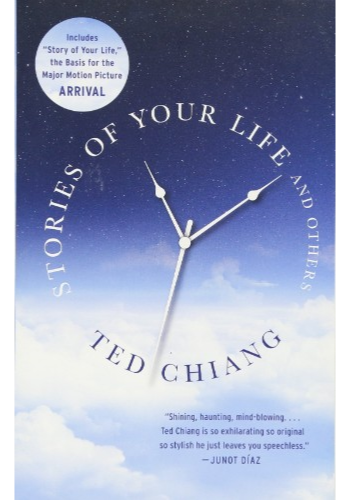 Includes
"Story of Your Life,"
the Basis for the
Major Motion Picture
ARRIVAL
STORIES OF YOUR LIFE
AND OTHERS
TED CHIANG
"Shining, haunting, mind-blowing. . . .
Ted Chiang is so exhilarating so original
so stylish he just leaves you speechless."
—JUNOT DÍAZ